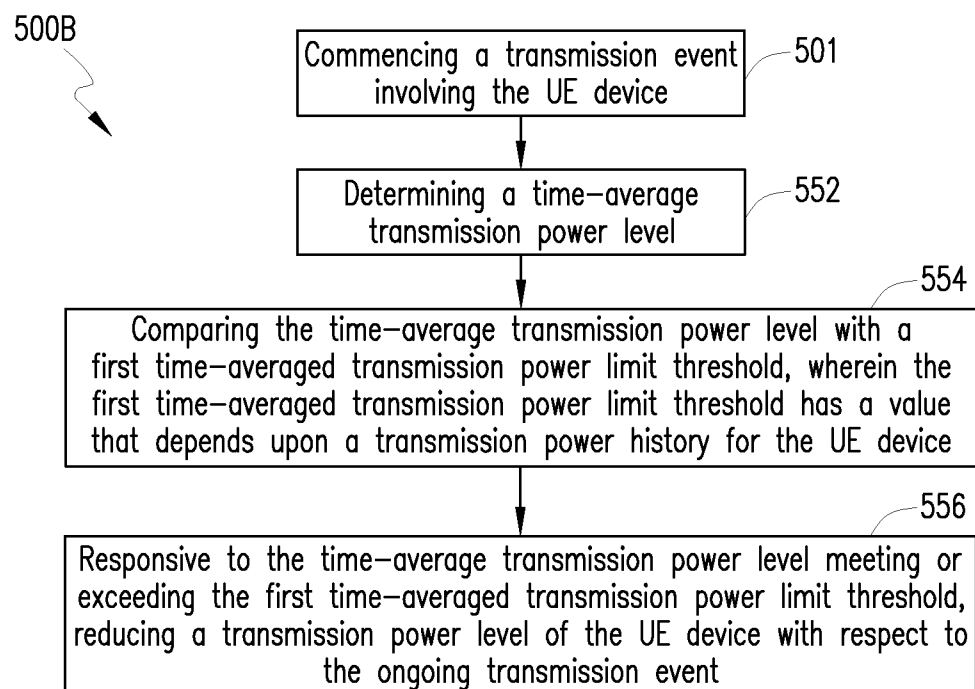 500B
Commencing a transmission event
involving the UE device
501
Determining a time-average
transmission power level
552
554
Comparing the time-average transmission power level with a
first time-averaged transmission power limit threshold, wherein the
first time-averaged transmission power limit threshold has a value
that depends upon a transmission power history for the UE device
556
Responsive to the time-average transmission power level meeting or
exceeding the first time-averaged transmission power limit threshold,
reducing a transmission power level of the UE device with respect to
the ongoing transmission event